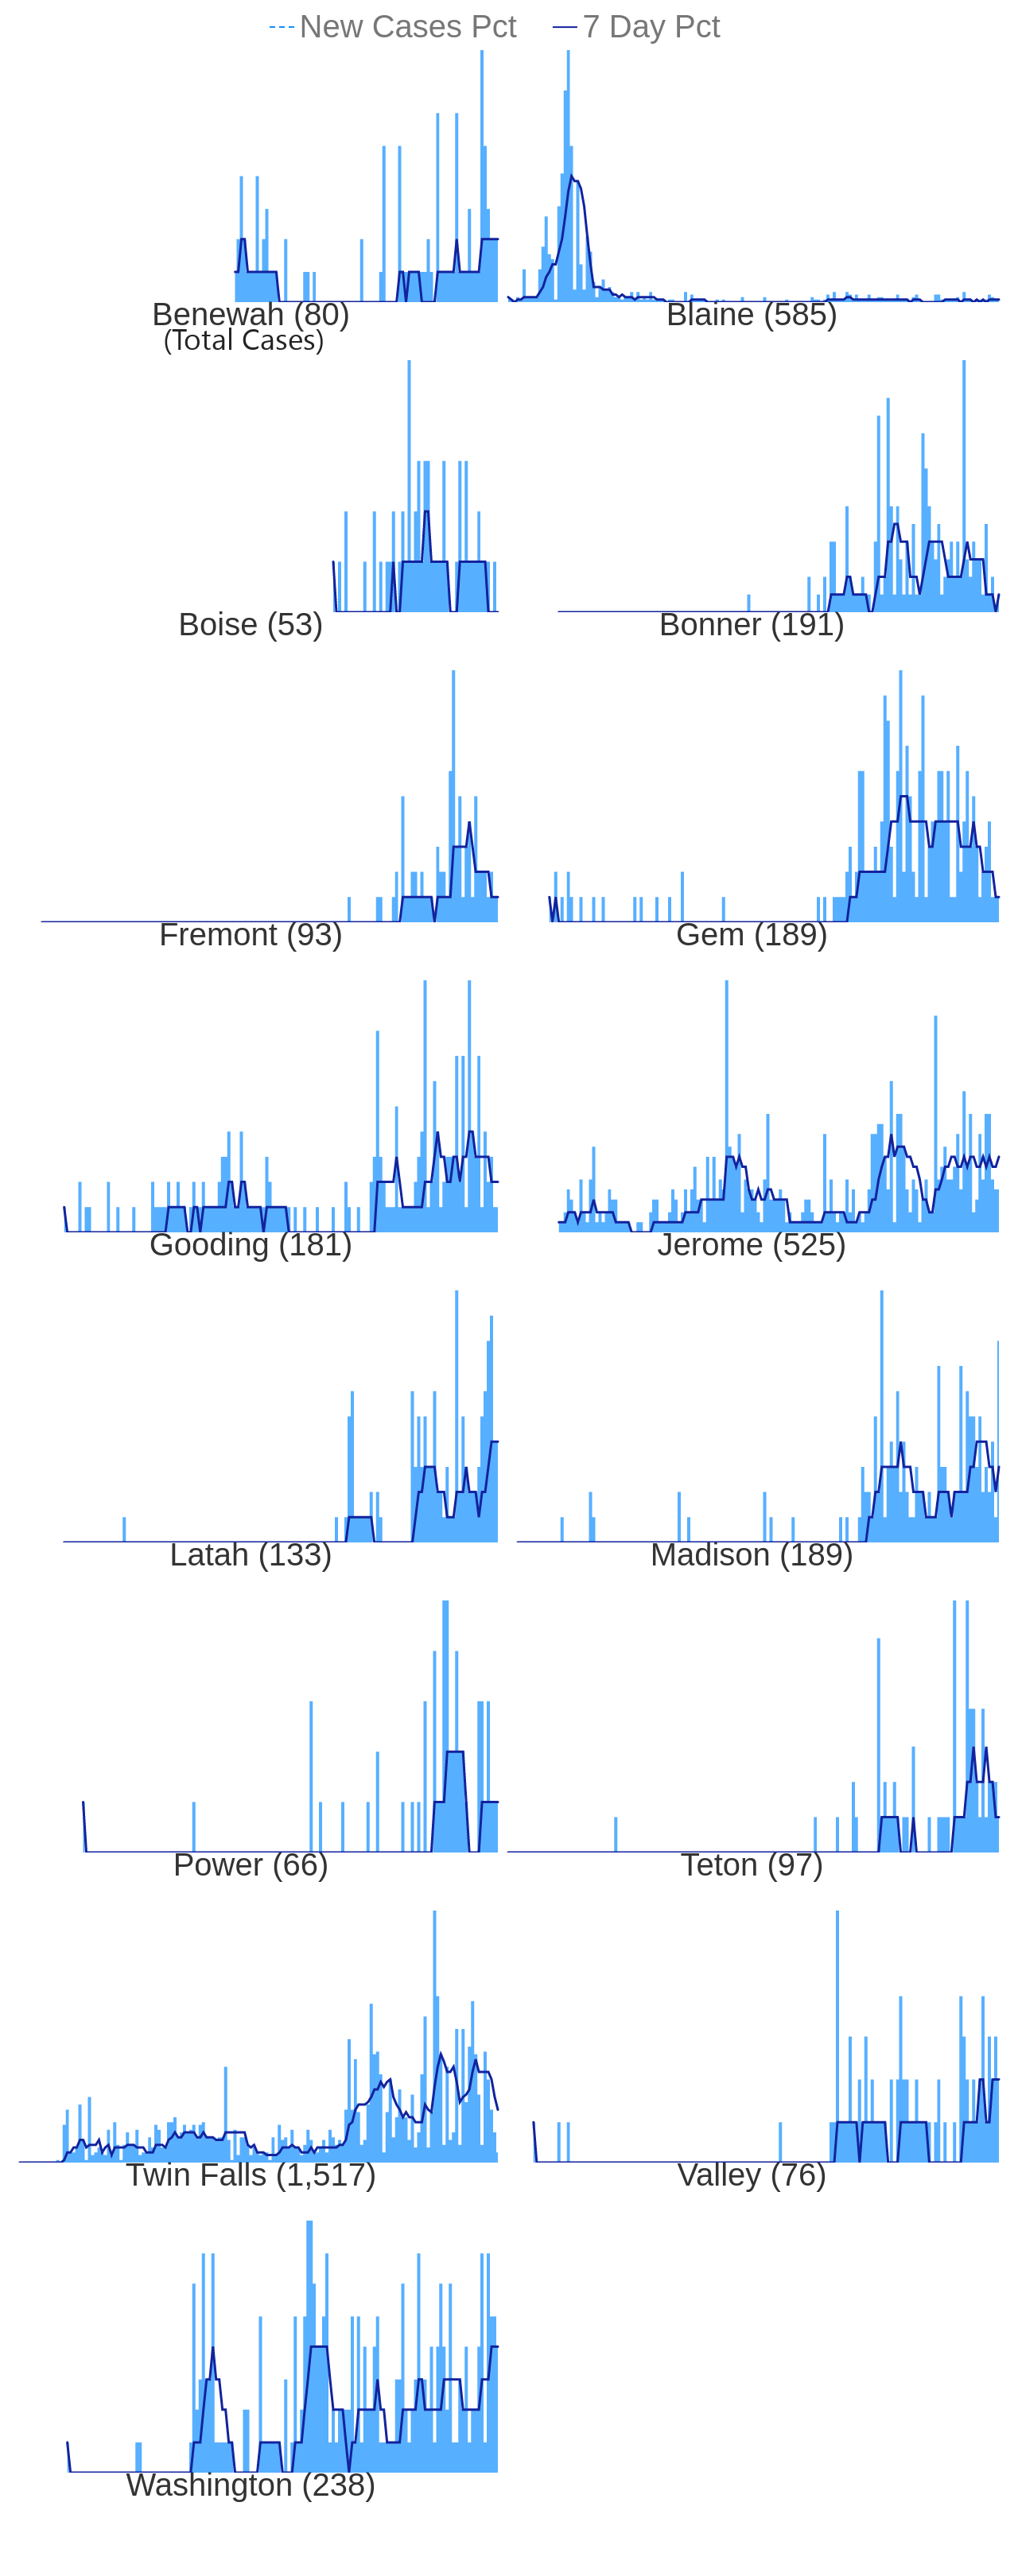 New Cases Pct 7 Day Pct
Benewah (80) Blaine (585)
(Total Cases)
Boise (53) Bonner (191)
Fremont (93) Gem (189)
Gooding (181) Jerome (525)
Latah (133) Madison (189)
Power (66) Teton (97)
Twin Falls (1,517) Valley (76)
Washington (238)